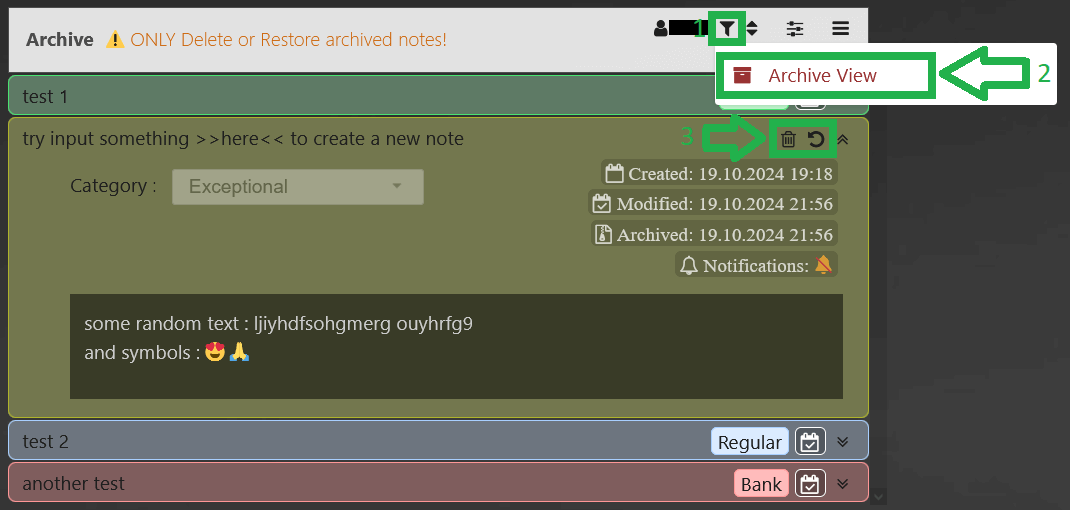 Archive ⚠️ ONLY Delete or Restore archived notes!
1
Archive View
2
test 1
try input something >>here<< to create a new note
3
Category :
Exceptional
Created: 19.10.2024 19:18
Modified: 19.10.2024 21:56
Archived: 19.10.2024 21:56
Notifications:
some random text : ljiyhdfsohgmerg ouyhrfg9
and symbols : 😍🙏
test 2 Regular
another test Bank